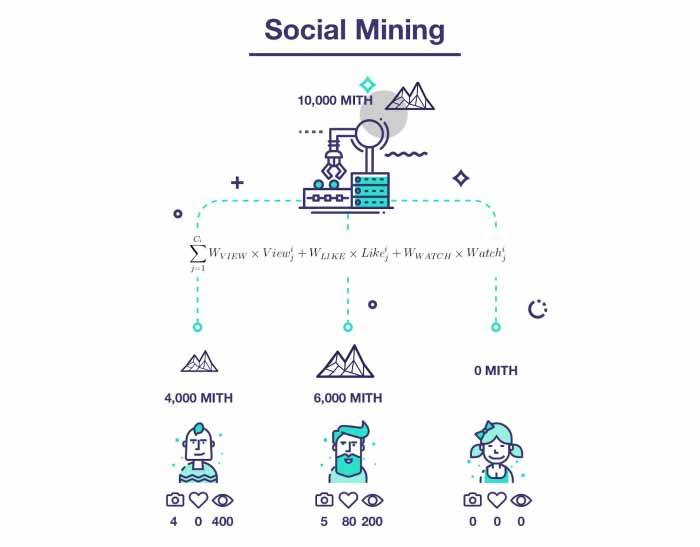 Social Mining
10,000 MITH
\sum_{j=1}^{C_i} W_{VIEW} \times View_j^i + W_{LIKE} \times Like_j^i + W_{WATCH} \times Watch_j^i
4,000 MITH 6,000 MITH 0 MITH
4 0 400 5 80 200 0 0 0